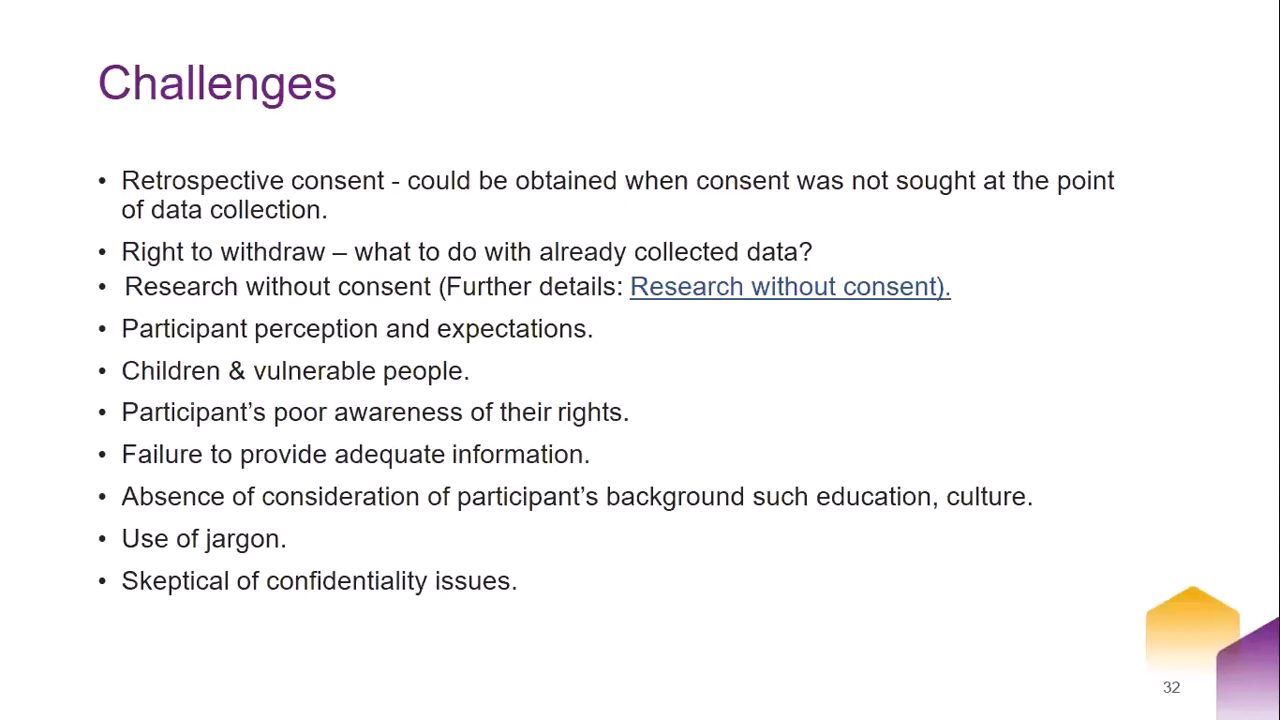 Challenges
• Retrospective consent - could be obtained when consent was not sought at the point
of data collection.
• Right to withdraw – what to do with already collected data?
• Research without consent (Further details: Research without consent).
• Participant perception and expectations.
• Children & vulnerable people.
• Participant’s poor awareness of their rights.
• Failure to provide adequate information.
• Absence of consideration of participant’s background such education, culture.
• Use of jargon.
• Skeptical of confidentiality issues.
32